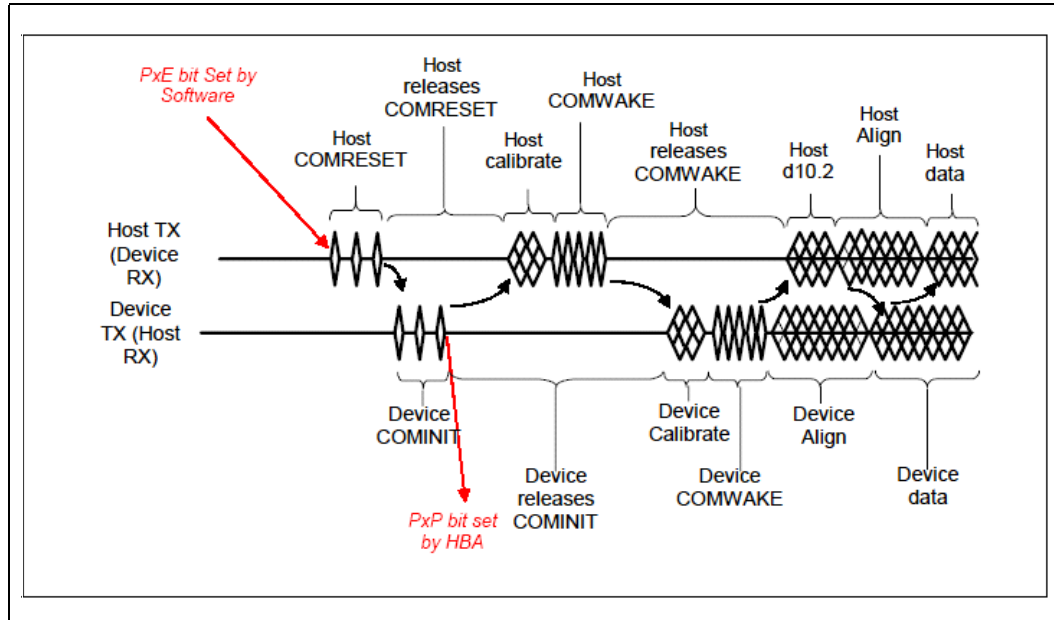 PxE bit Set by
Software
Host
releases
COMRESET
Host
COMWAKE
Host
COMRESET
Host
calibrate
Host
releases
COMWAKE
Host
d10.2
Host
Align
Host
data
Host TX
(Device
RX)
Device
TX (Host
RX)
Device
COMINIT
Device
releases
COMINIT
Device
Calibrate
Device
COMWAKE
Device
Align
Device
data
PxP bit set
by HBA